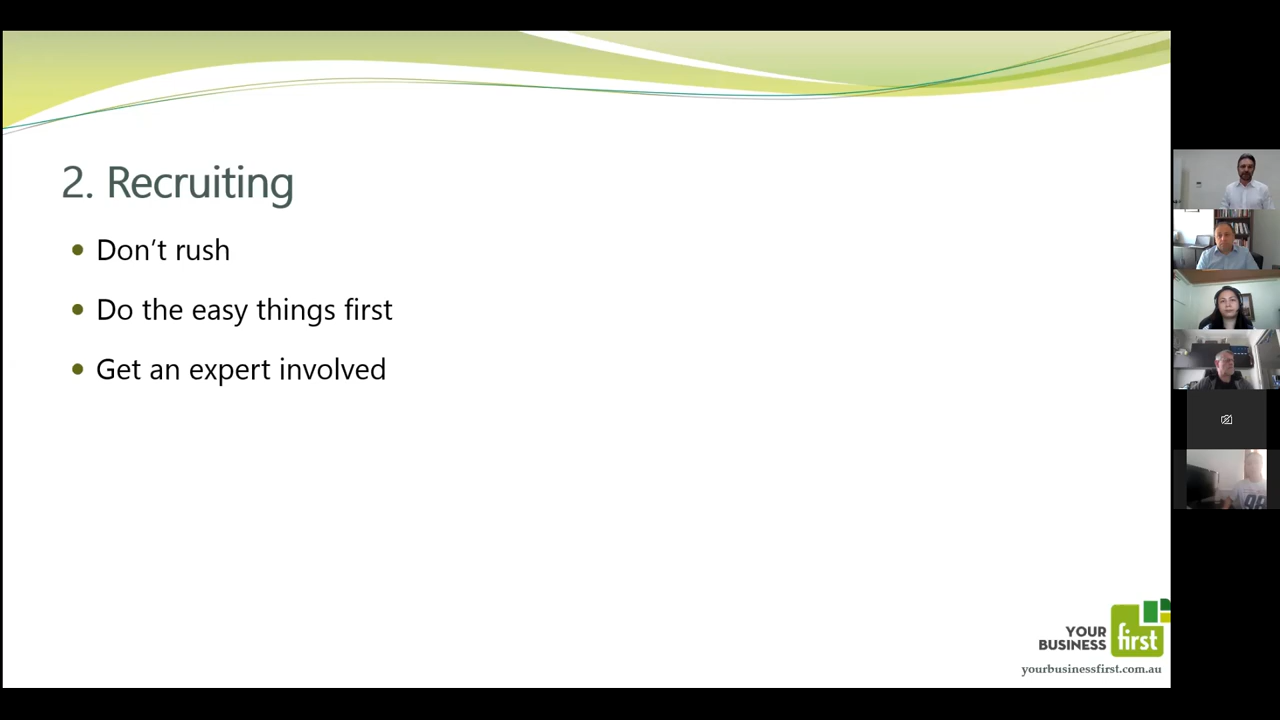 2. Recruiting
Don't rush
Do the easy things first
Get an expert involved
YOUR
BUSINESS
first
yourbusinessfirst.com.au
98